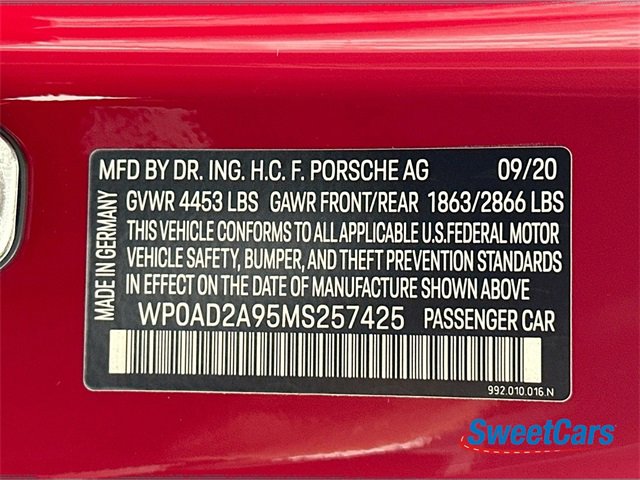 MFD BY DR. ING. H.C. F. PORSCHE AG 09/20
GVWR 4453 LBS GAWR FRONT/REAR 1863/2866 LBS
THIS VEHICLE CONFORMS TO ALL APPLICABLE U.S.FEDERAL MOTOR
VEHICLE SAFETY, BUMPER, AND THEFT PREVENTION STANDARDS
IN EFFECT ON THE DATE OF MANUFACTURE SHOWN ABOVE.
WP0AD2A95MS257425 PASSENGER CAR
MADE IN GERMANY
992.010.016.N
SweetCars